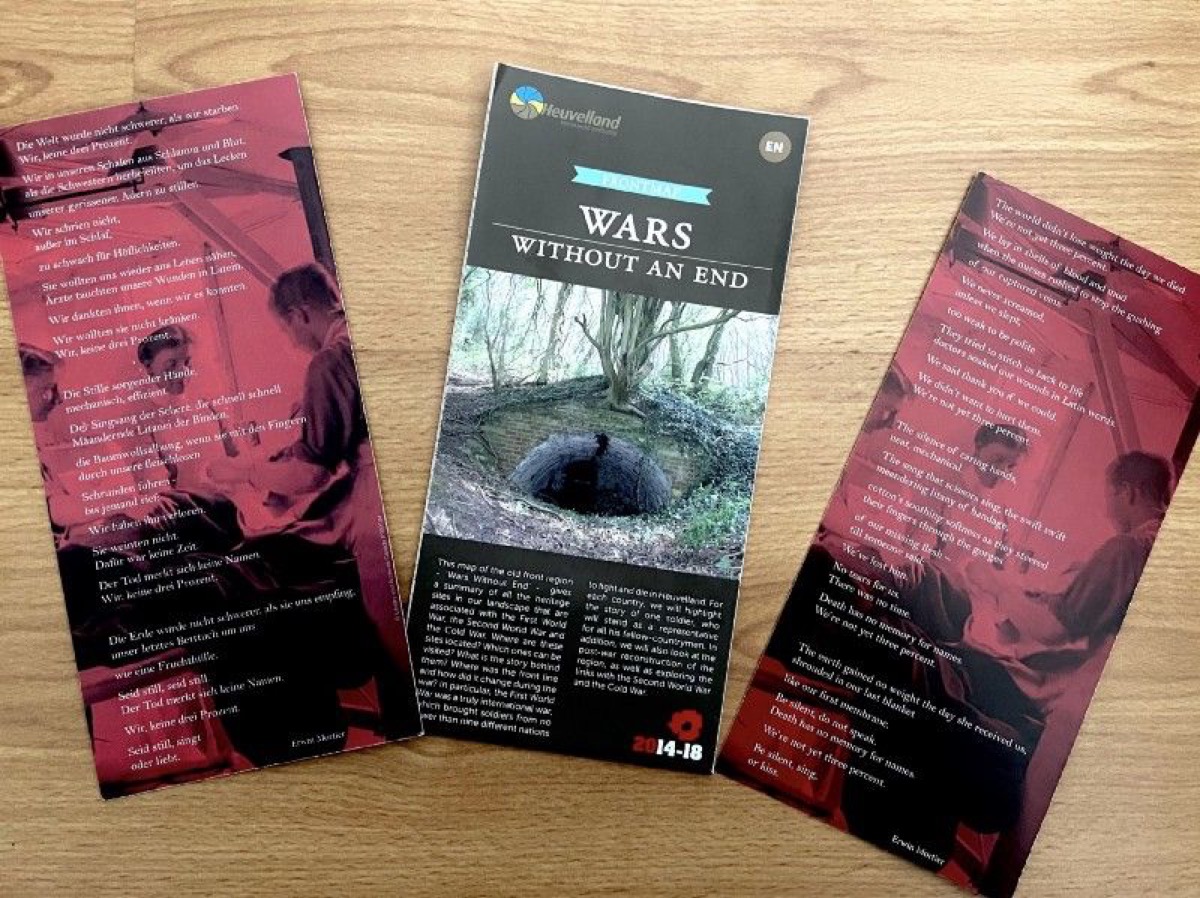 Die Welt wurde nicht schwerer, als wir starben
Wir, keine drei Prozent.
Wir in unseren Schalen aus Schlamm und Blut,
als die Schwestern herbeieilten, um das Lecken
unserer gerissener Adern zu stillen.
Wir schrien nicht,
außer im Schlaf,
zu schwach für Höflichkeiten.
Sie wollten uns wieder ans Leben nähen,
Ärzte tauchten unsere Wunden in Latein.
Wir dankten ihnen, wenn wir es konnten.
Wir wollten sie nicht kränken.
Wir, keine drei Prozent.
Die Stille sorgender Hände,
mechanisch, effizient.
Der Singsang der Schere, die schnell schnell
Mäandernde Litanei der Binden,
die Baumwollsalbung, wenn sie mit den Fingern
durch unsere fleischlosen
Schrunden fahren
bis jemand rief:
Wir haben ihn verloren.
Sie weinten nicht.
Dafür war keine Zeit.
Der Tod merkt sich keine Namen.
Wir, keine drei Prozent.
Die Erde wurde nicht schwerer, als sie uns empfing,
unser letztes Bettuch um uns
wie eine Fruchthülle.
Seid still, seid still.
Der Tod merkt sich keine Namen.
Wir, keine drei Prozent.
Seid still, singt
oder liebt.
Erwin Mortier
Heuvelland
EN
FRONTMAP
WARS
WITHOUT AN END
This map of the old front region
- 'Wars Without End' - gives
a summary of all the heritage
sites in our landscape that are
associated with the First World
War, the Second World War and
the Cold War. Where are these
sites located? Which ones can be
visited? What is the story behind
them? Where was the front line
and how did it change during the
war? In particular, the First World
War was a truly international war,
which brought soldiers from no
fewer than nine different nations
to fight and die in Heuvelland. For
each country, we will highlight
the story of one soldier, who
will stand as a representative
for all his fellow-countrymen. In
addition, we will also look at the
post-war reconstruction of the
region, as well as exploring the
links with the Second World War
and the Cold War.
2014-18
The world didn't lose weight the day we died
We're not yet three percent.
We lay in shells of blood and mud
when the nurses rushed to stop the gushing
of our ruptured veins.
We never screamed,
unless we slept,
too weak to be polite
They tried to stitch us back to life
doctors soaked our wounds in Latin words.
We said thank you if we could.
We didn't want to hurt them.
We're not yet three percent.
The silence of caring hands,
neat, mechanical.
The song that scissors sing, the swift swift
meandering litany of bandage,
cotton's soothing softness as they steered
their fingers through the gorges
of our missing flesh –
till someone said:
We've lost him.
No tears for us.
There was no time.
Death has no memory for names.
We're not yet three percent.
The earth gained no weight the day she received us,
shrouded in our last blanket
like our first membrane.
Be silent, do not speak.
Death has no memory for names.
We're not yet three percent.
Be silent, sing,
or kiss.
Erwin Mortier